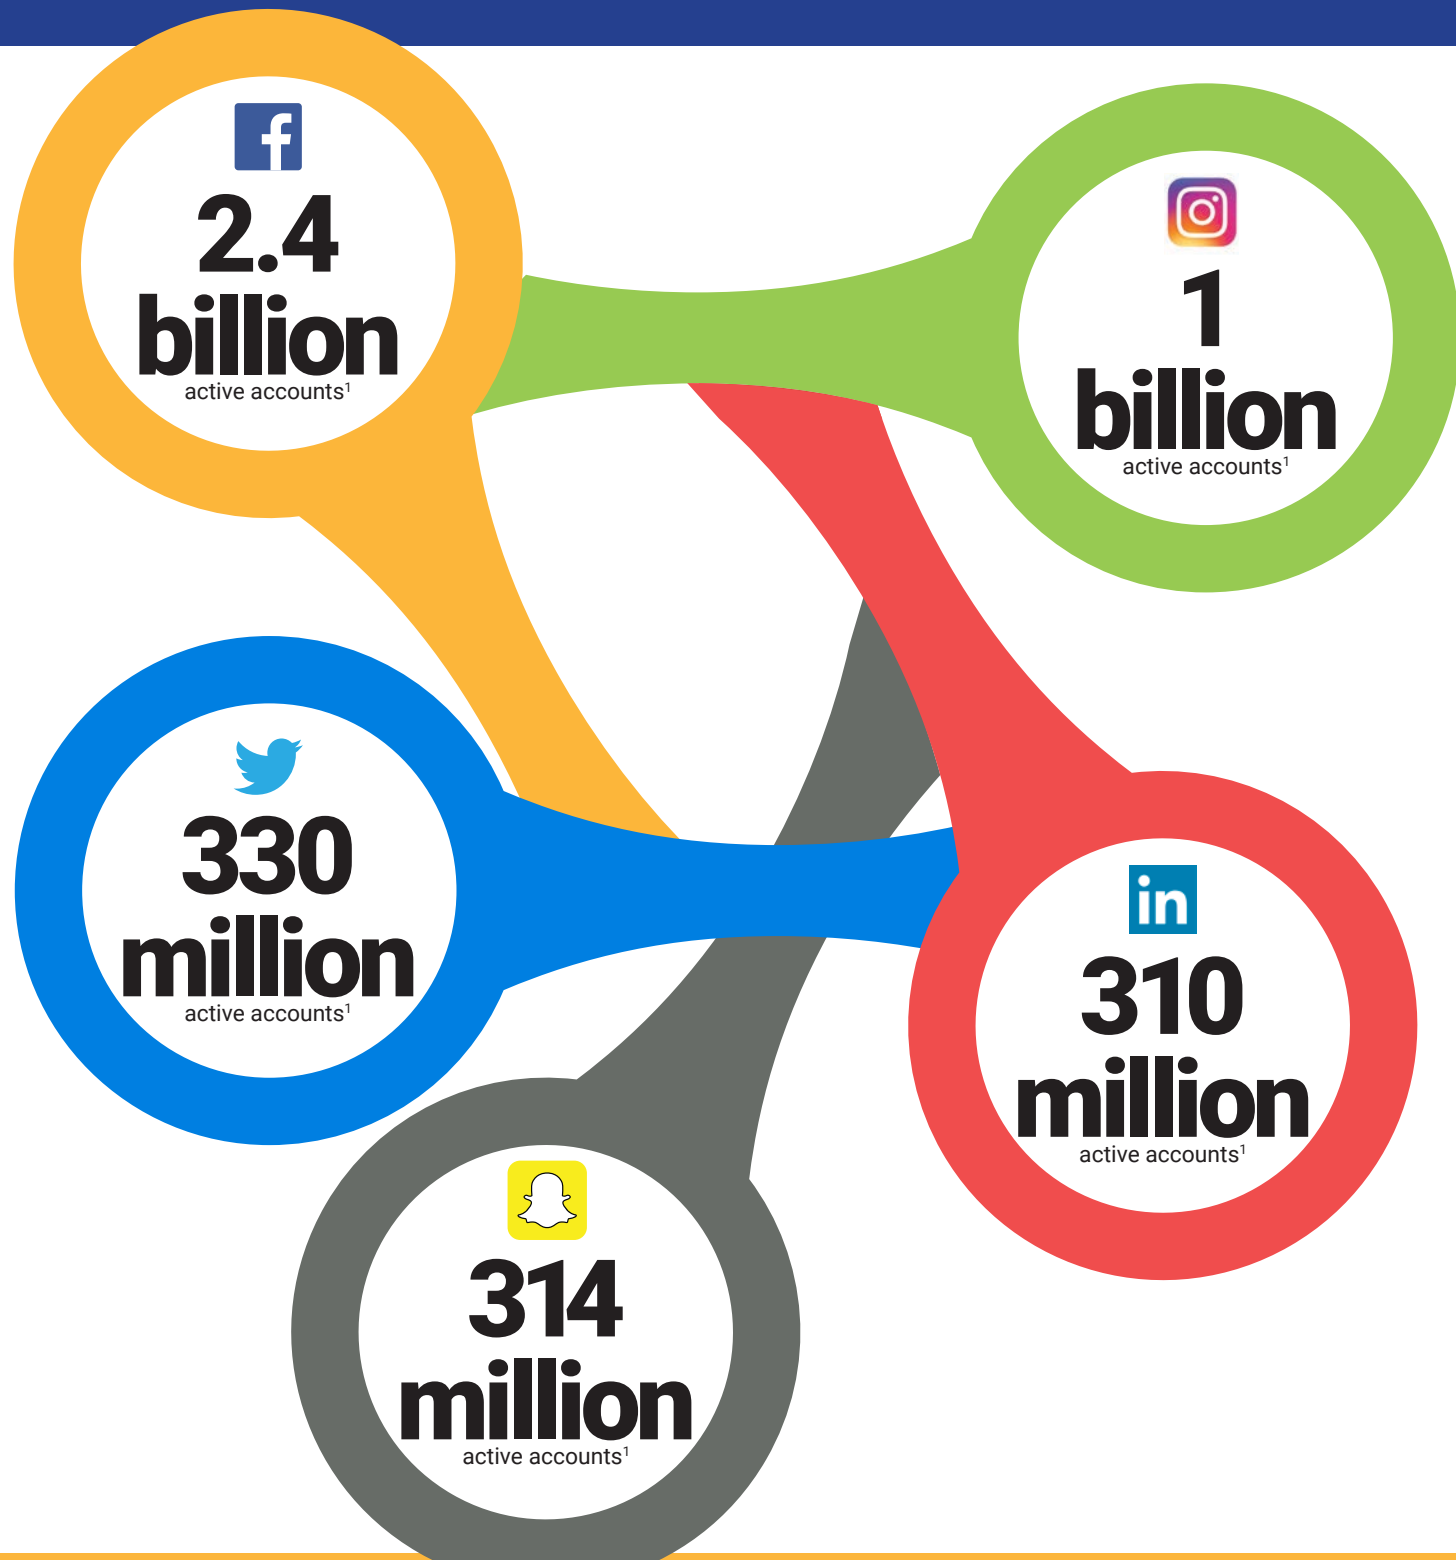 2.4
billion
active accounts¹
1
billion
active accounts¹
330
million
active accounts¹
in
310
million
active accounts¹
314
million
active accounts¹